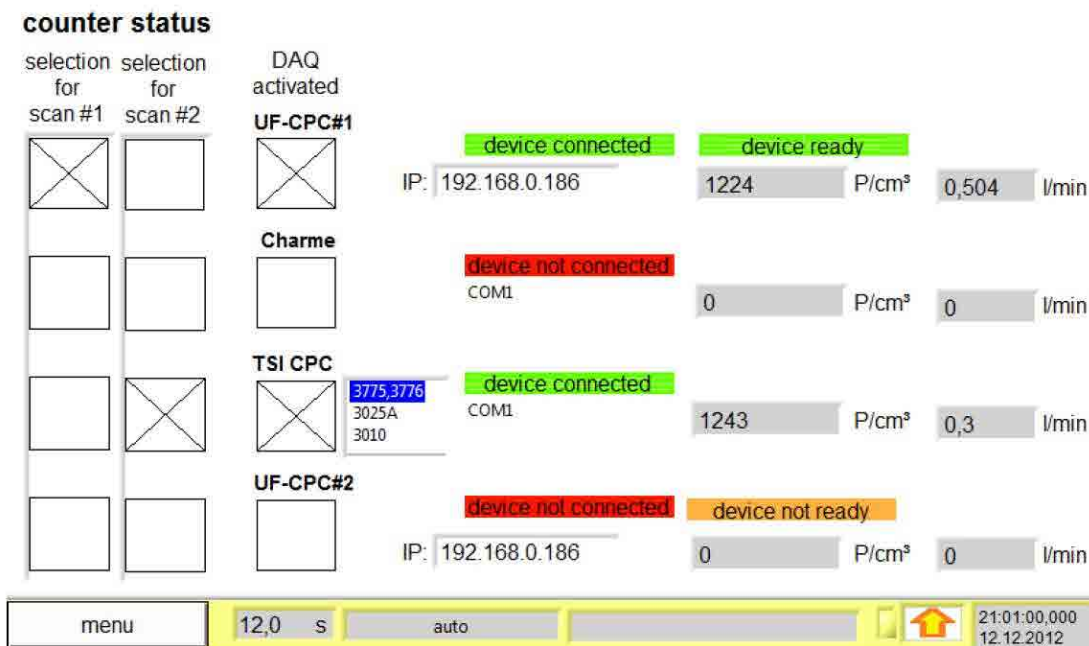 counter status
selection selection DAQ
for for activated
scan #1 scan #2
UF-CPC#1
device connected device ready
IP: 192.168.0.186 1224 P/cm³ 0,504 l/min
Charme
device not connected
COM1
0 P/cm³ 0 l/min
TSI CPC
3775,3776 device connected
3025A COM1
3010 1243 P/cm³ 0,3 l/min
UF-CPC#2
device not connected device not ready
IP: 192.168.0.186 0 P/cm³ 0 l/min
menu 12,0 s auto 21:01:00,000
12.12.2012